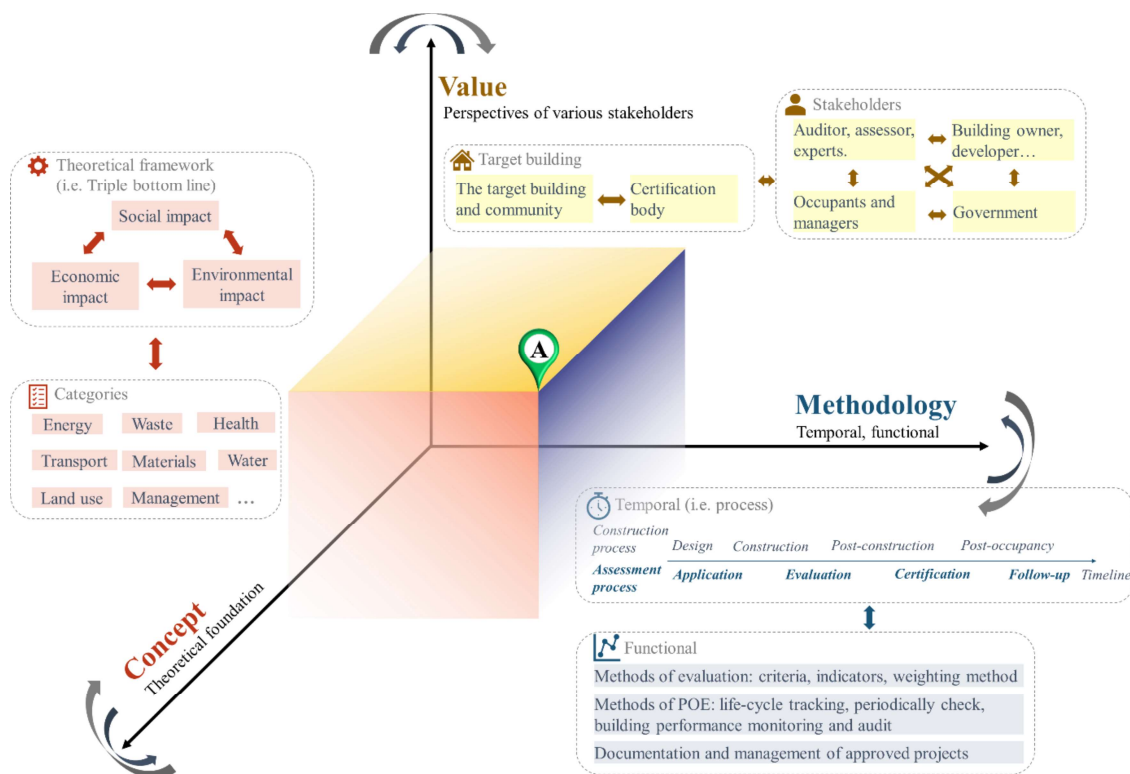 Value
Perspectives of various stakeholders
Stakeholders
Auditor, assessor,
experts.
Building owner,
developer…
Occupants and
managers
Government
Target building
The target building
and community
Certification
body
Theoretical framework
(i.e. Triple bottom line)
Social impact
Economic
impact
Environmental
impact
Categories
Energy
Waste
Health
Transport
Materials
Water
Land use
Management
…
A
Methodology
Temporal, functional
Temporal (i.e. process)
Construction
process
Design
Construction
Post-construction
Post-occupancy
Assessment
process
Application
Evaluation
Certification
Follow-up
Timeline
Functional
Methods of evaluation: criteria, indicators, weighting method
Methods of POE: life-cycle tracking, periodically check,
building performance monitoring and audit
Documentation and management of approved projects
Concept
Theoretical foundation